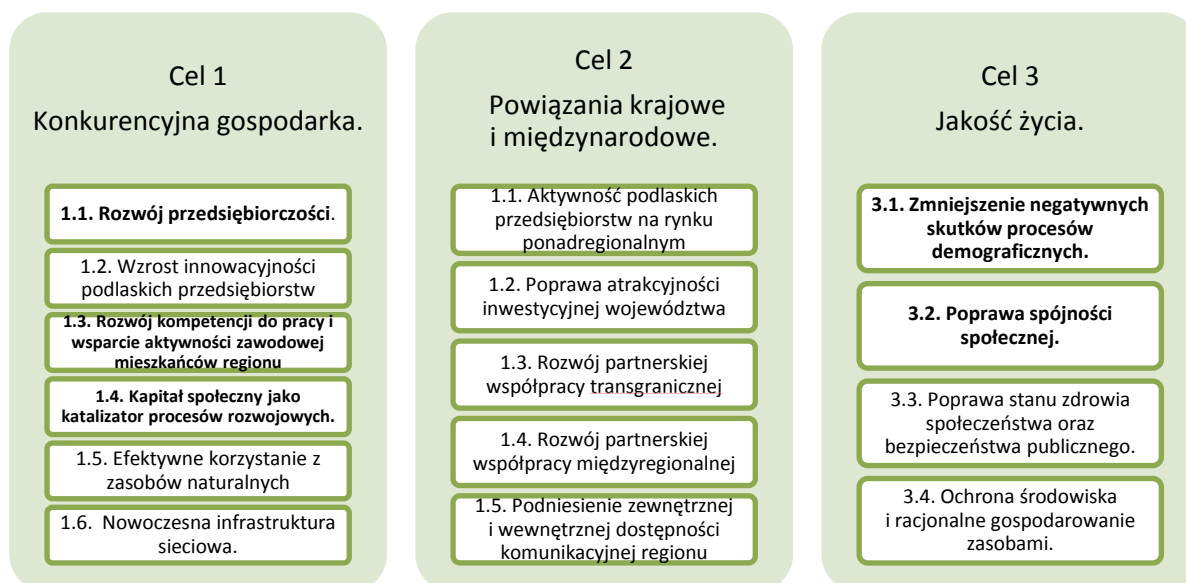 Cel 1
Konkurencyjna gospodarka.
1.1. Rozwój przedsiębiorczości.
1.2. Wzrost innowacyjności
podlaskich przedsiębiorstw
1.3. Rozwój kompetencji do pracy i
wsparcie aktywności zawodowej
mieszkańców regionu
1.4. Kapitał społeczny jako
katalizator procesów rozwojowych.
1.5. Efektywne korzystanie z
zasobów naturalnych
1.6. Nowoczesna infrastruktura
sieciowa.
Cel 2
Powiązania krajowe
i międzynarodowe.
1.1. Aktywność podlaskich
przedsiębiorstw na rynku
ponadregionalnym
1.2. Poprawa atrakcyjności
inwestycyjnej województwa
1.3. Rozwój partnerskiej
współpracy transgranicznej
1.4. Rozwój partnerskiej
współpracy międzyregionalnej
1.5. Podniesienie zewnętrznej
i wewnętrznej dostępności
komunikacyjnej regionu
Cel 3
Jakość życia.
3.1. Zmniejszenie negatywnych
skutków procesów
demograficznych.
3.2. Poprawa spójności
społecznej.
3.3. Poprawa stanu zdrowia
społeczeństwa oraz
bezpieczeństwa publicznego.
3.4. Ochrona środowiska
i racjonalne gospodarowanie
zasobami.